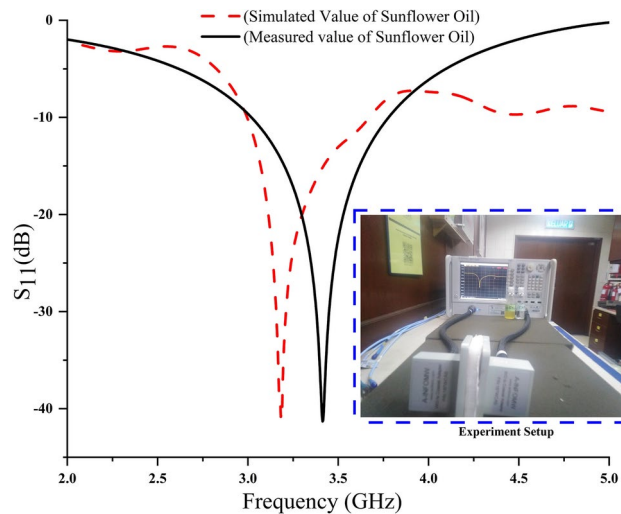 (Simulated Value of Sunflower Oil)
(Measured value of Sunflower Oil)
0
-10
-20
-30
-40
S11(dB)
2.0 2.5 3.0 3.5 4.0 4.5 5.0
Frequency (GHz)
AINFOINC
Experiment Setup